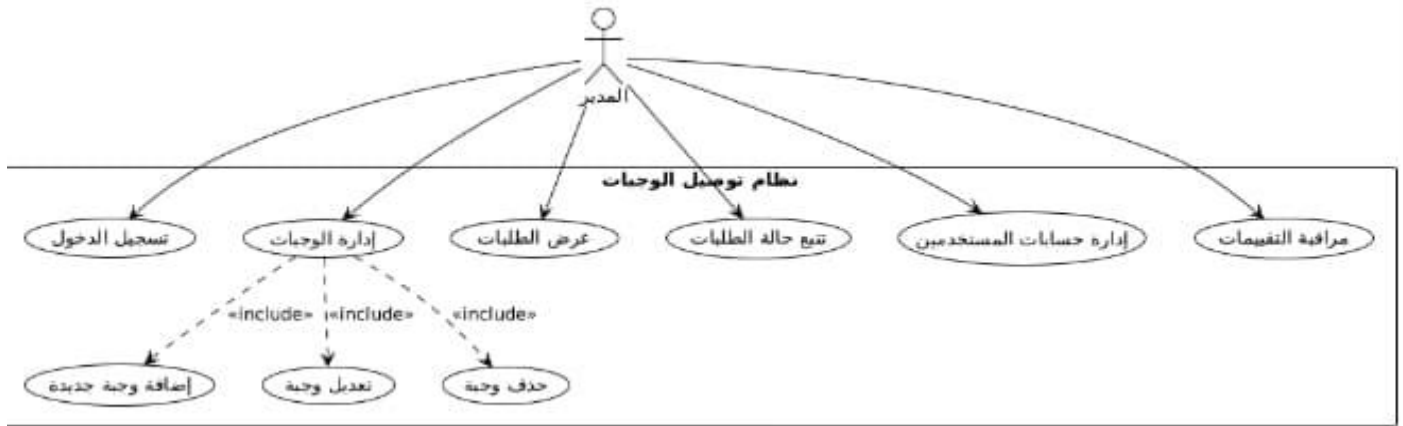 المدير
نظام توصيل الوجبات
تسجيل الدخول
إدارة الوجبات
عرض الطلبات
تتبع حالة الطلبات
إدارة حسابات المستخدمين
مراقبة التقييمات
«include»
«include»
«include»
إضافة وجبة جديدة
تعديل وجبة
حذف وجبة